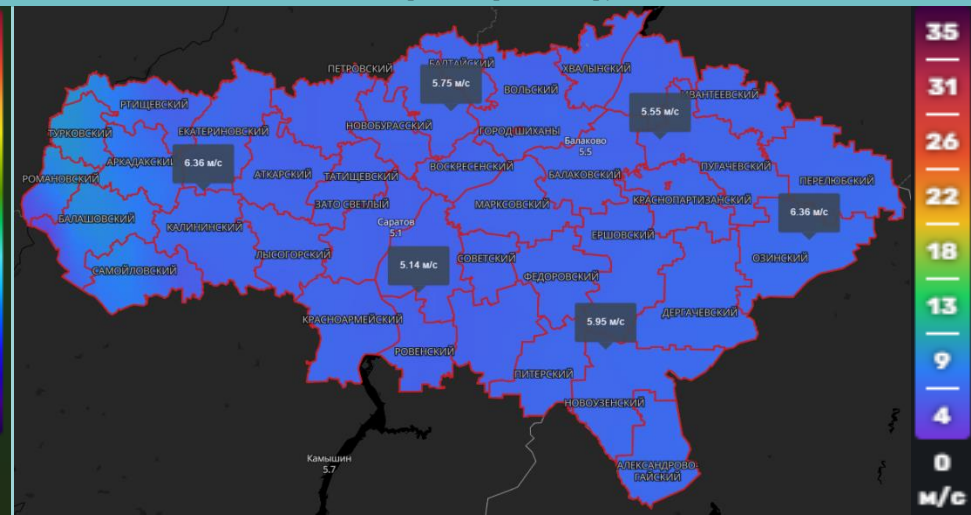 ПЕТРОВСКИЙ
БАЛТАЙСКИЙ
5.75 м/с
ВОЛЬСКИЙ
ХВАЛЫНСКИЙ
ИВАНТЕЕВСКИЙ
5.55 м/с
РТИЩЕВСКИЙ
ТУРКОВСКИЙ
ЕКАТЕРИНОВСКИЙ
НОВОБУРАССКИЙ
ГОРОД ШИХАНЫ
Балаково
5.5
АРКАДАКСКИЙ
6.36 м/с
РОМАНОВСКИЙ
АТКАРСКИЙ
ТАТИЩЕВСКИЙ
ВОСКРЕСЕНСКИЙ
БАЛАКОВСКИЙ
ПУГАЧЕВСКИЙ
ПЕРЕЛЮБСКИЙ
БАЛАШОВСКИЙ
КАЛИНИНСКИЙ
ЗАТО СВЕТЛЫЙ
МАРКСОВСКИЙ
КРАСНОПАРТИЗАНСКИЙ
6.36 м/с
Саратов
5.1
ЕРШОВСКИЙ
САМОЙЛОВСКИЙ
ЛЫСОГОРСКИЙ
5.14 м/с
СОВЕТСКИЙ
ФЕДОРОВСКИЙ
ОЗИНСКИЙ
КРАСНОАРМЕЙСКИЙ
5.95 м/с
ДЕРГАЧЕВСКИЙ
РОВЕНСКИЙ
ПИТЕРСКИЙ
НОВОУЗЕНСКИЙ
Камышин
5.7
АЛЕКСАНДРОВО-
ГАЙСКИЙ
35
31
26
22
18
13
9
4
0
м/с